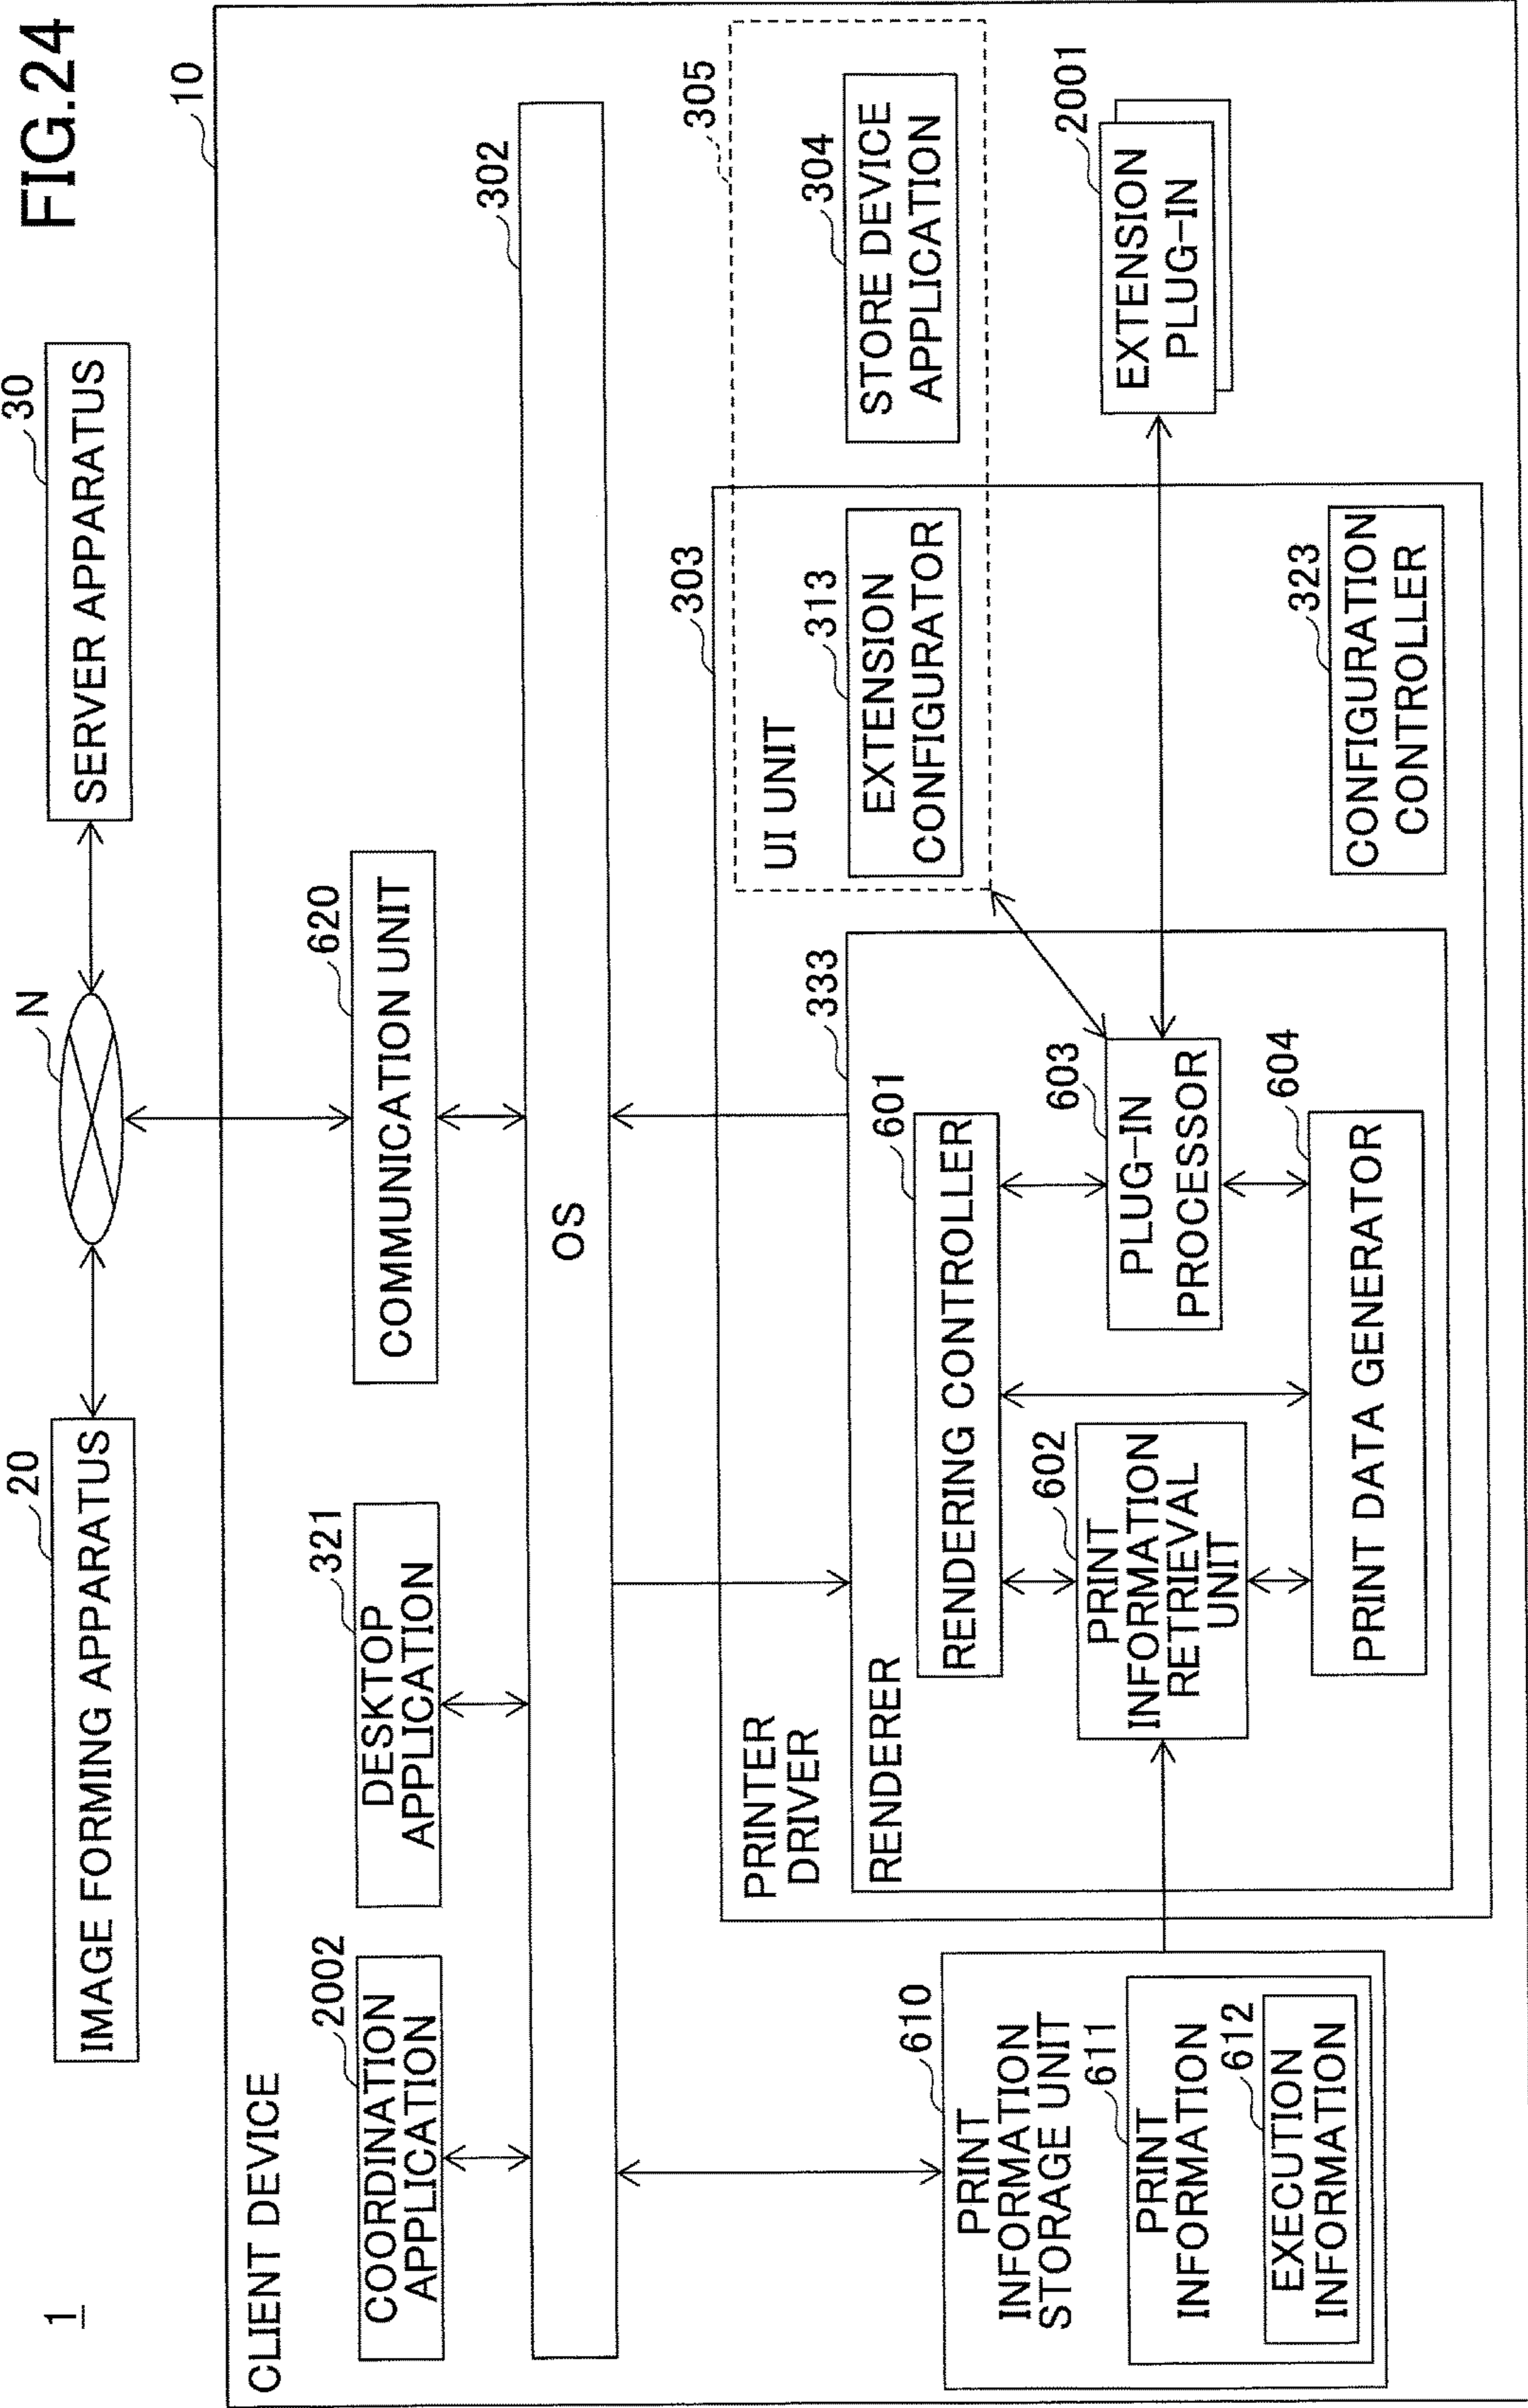 FIG.24
1
20
IMAGE FORMING APPARATUS
N
30
SERVER APPARATUS
10
CLIENT DEVICE
2002
COORDINATION
APPLICATION
321
DESKTOP
APPLICATION
620
COMMUNICATION UNIT
302
OS
610
PRINT
INFORMATION
STORAGE UNIT
611
PRINT
INFORMATION
612
EXECUTION
INFORMATION
303
PRINTER
DRIVER
333
RENDERER
601
RENDERING CONTROLLER
602
PRINT
INFORMATION
RETRIEVAL
UNIT
603
PLUG-IN
PROCESSOR
604
PRINT DATA GENERATOR
305
UI UNIT
313
EXTENSION
CONFIGURATOR
304
STORE DEVICE
APPLICATION
323
CONFIGURATION
CONTROLLER
2001
EXTENSION
PLUG-IN